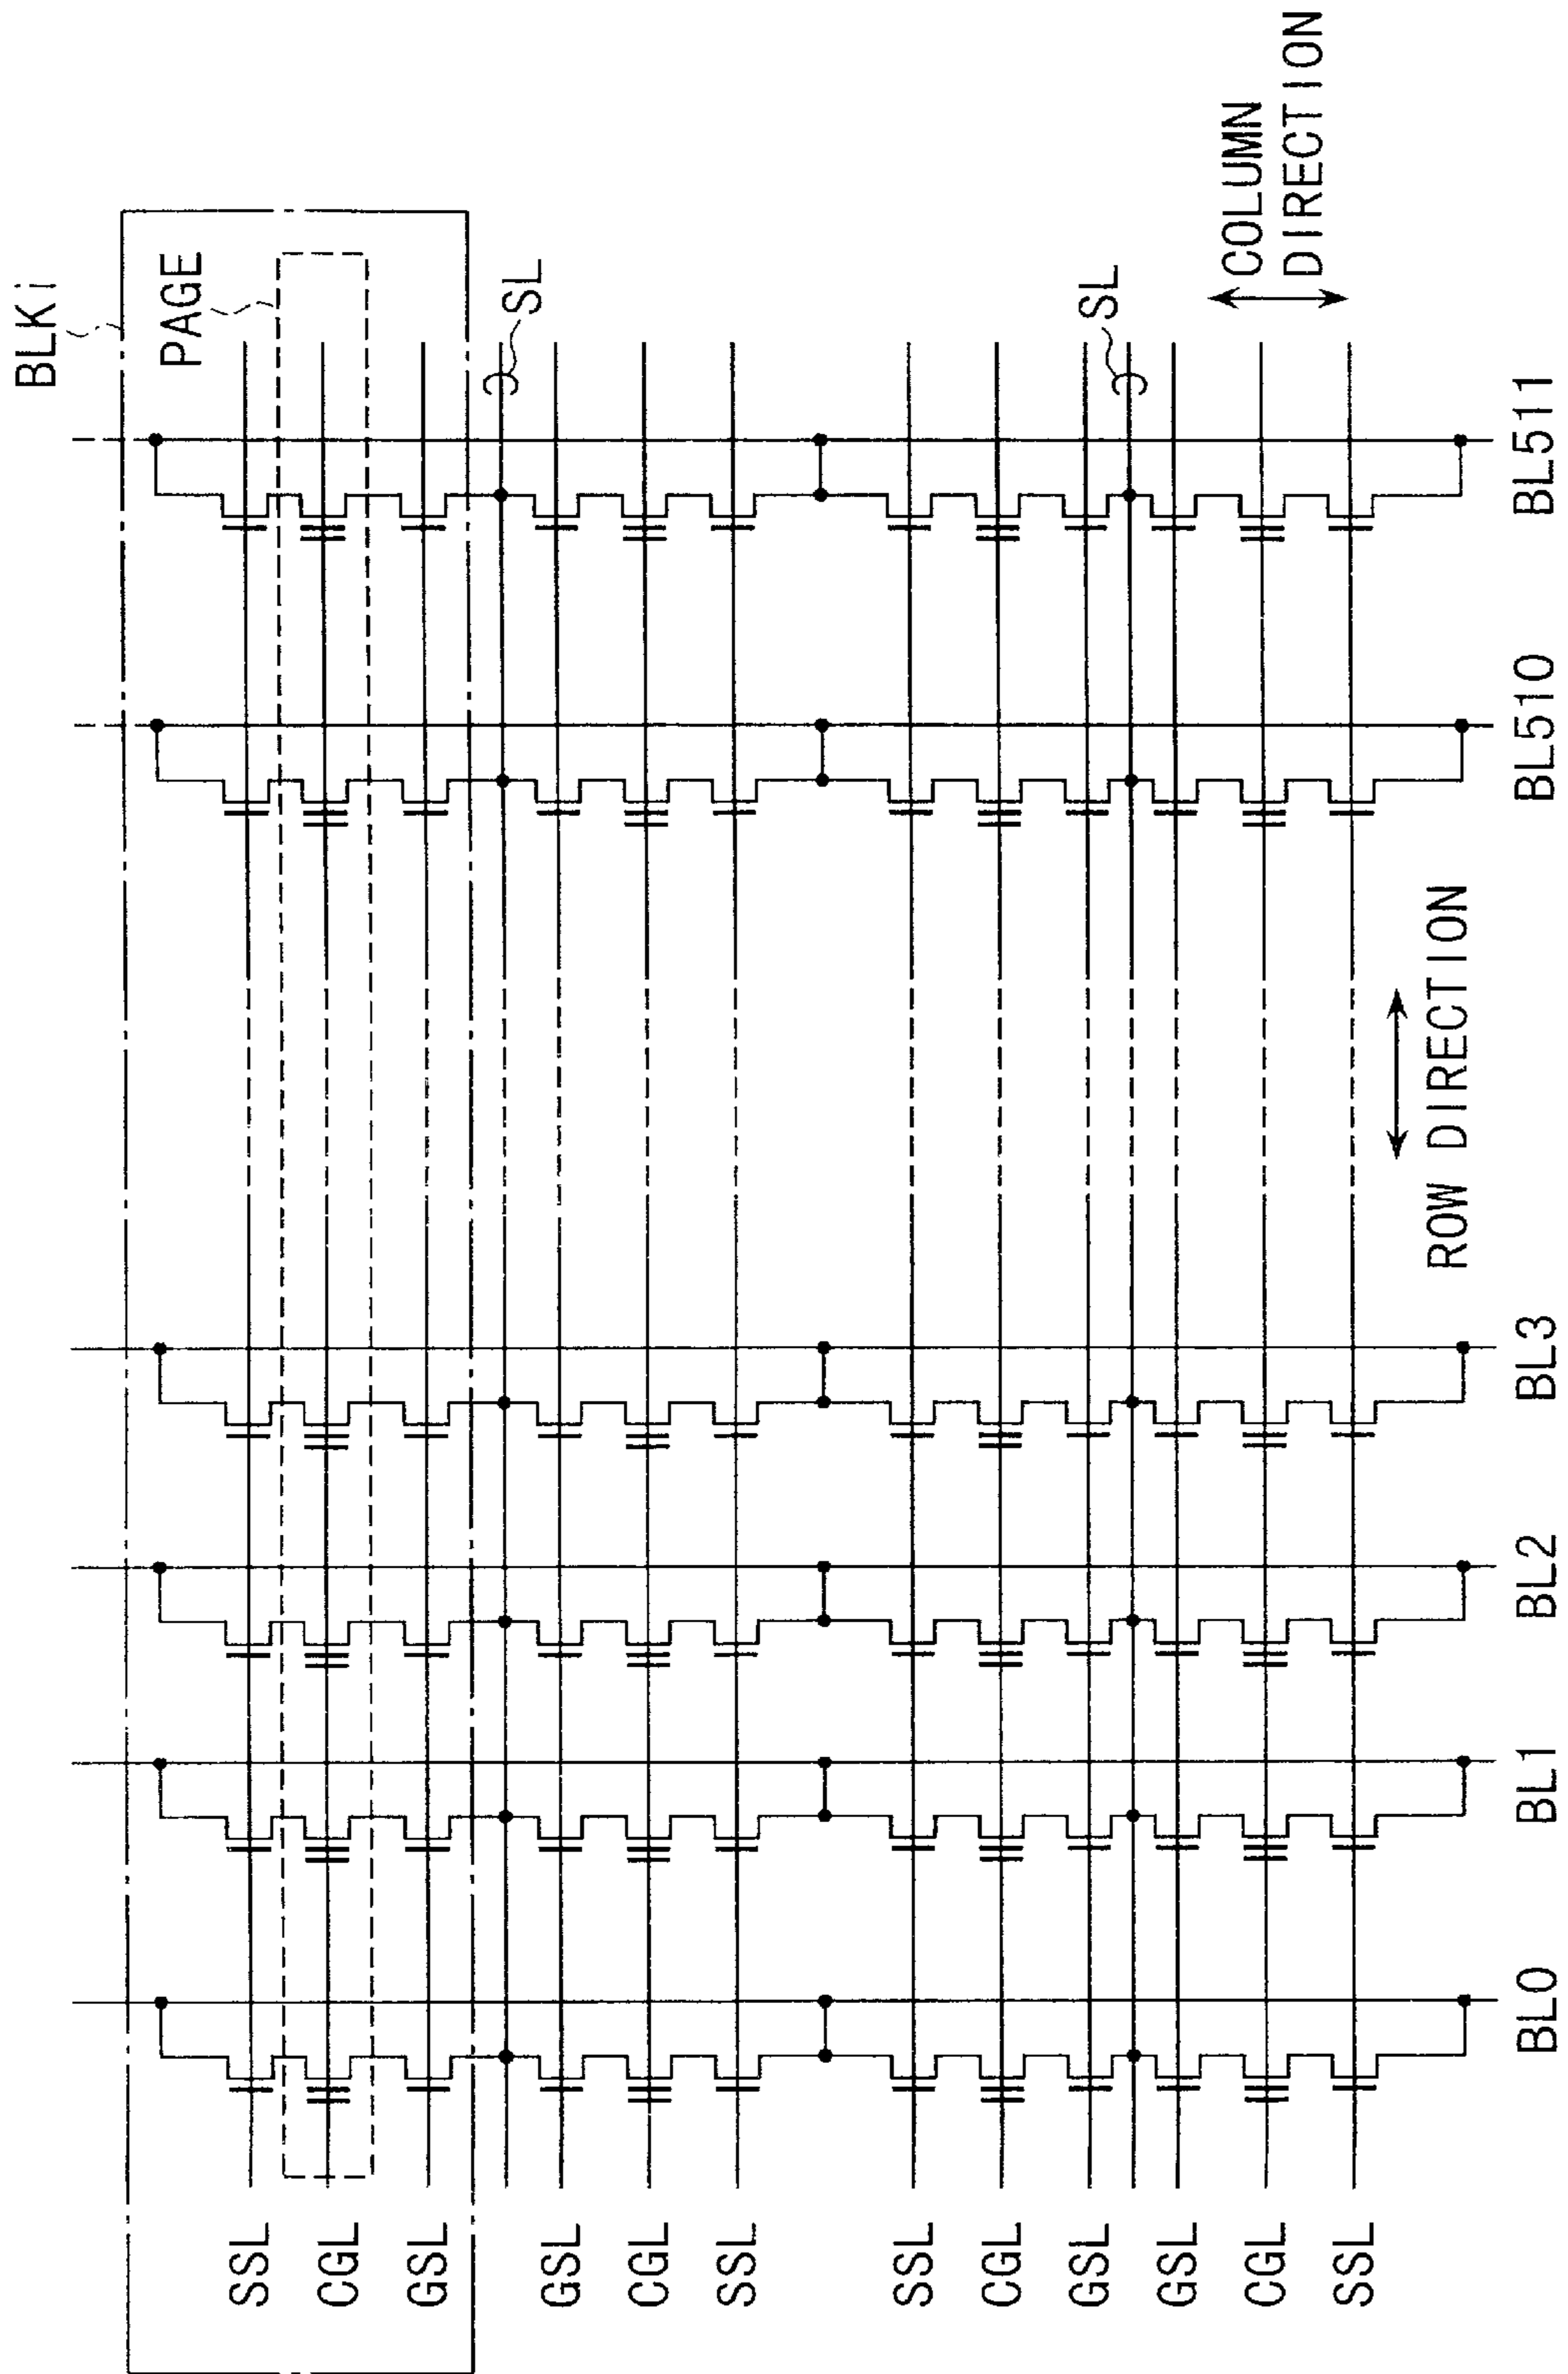 BLKi
PAGE
SSL
CGL
GSL
SL
GSL
CGL
SSL
SSL
CGL
GSL
SL
GSL
CGL
SSL
COLUMN
DIRECTION
ROW DIRECTION
BL0
BL1
BL2
BL3
BL510
BL511